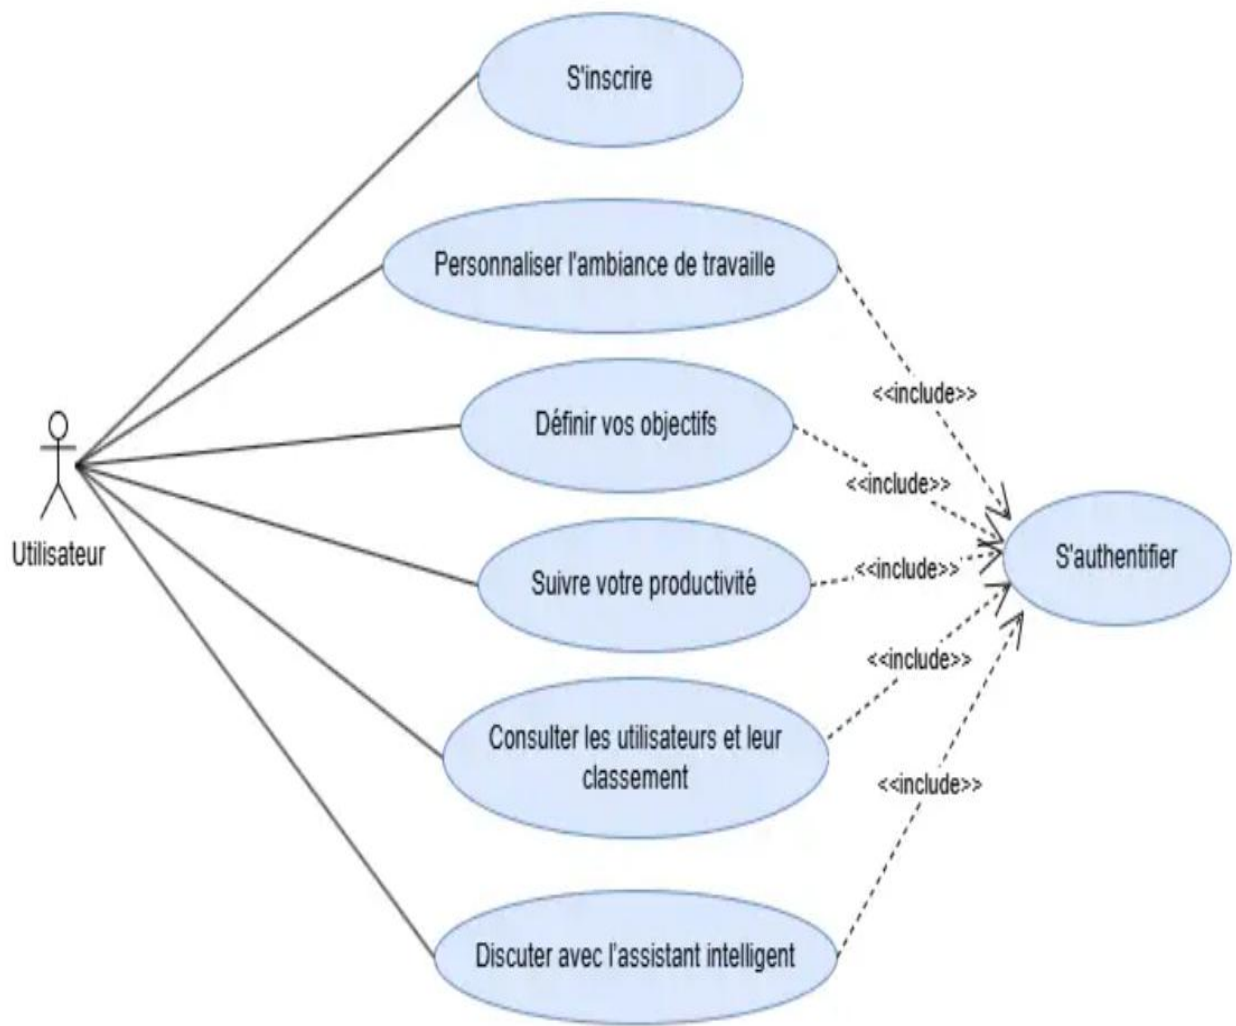 S'inscrire
Personnaliser l'ambiance de travaille
<<include>>
Définir vos objectifs
<<include>>
Utilisateur
S'authentifier
Suivre votre productivité
<<include>>
<<include>>
Consulter les utilisateurs et leur
classement
<<include>>
Discuter avec l'assistant intelligent